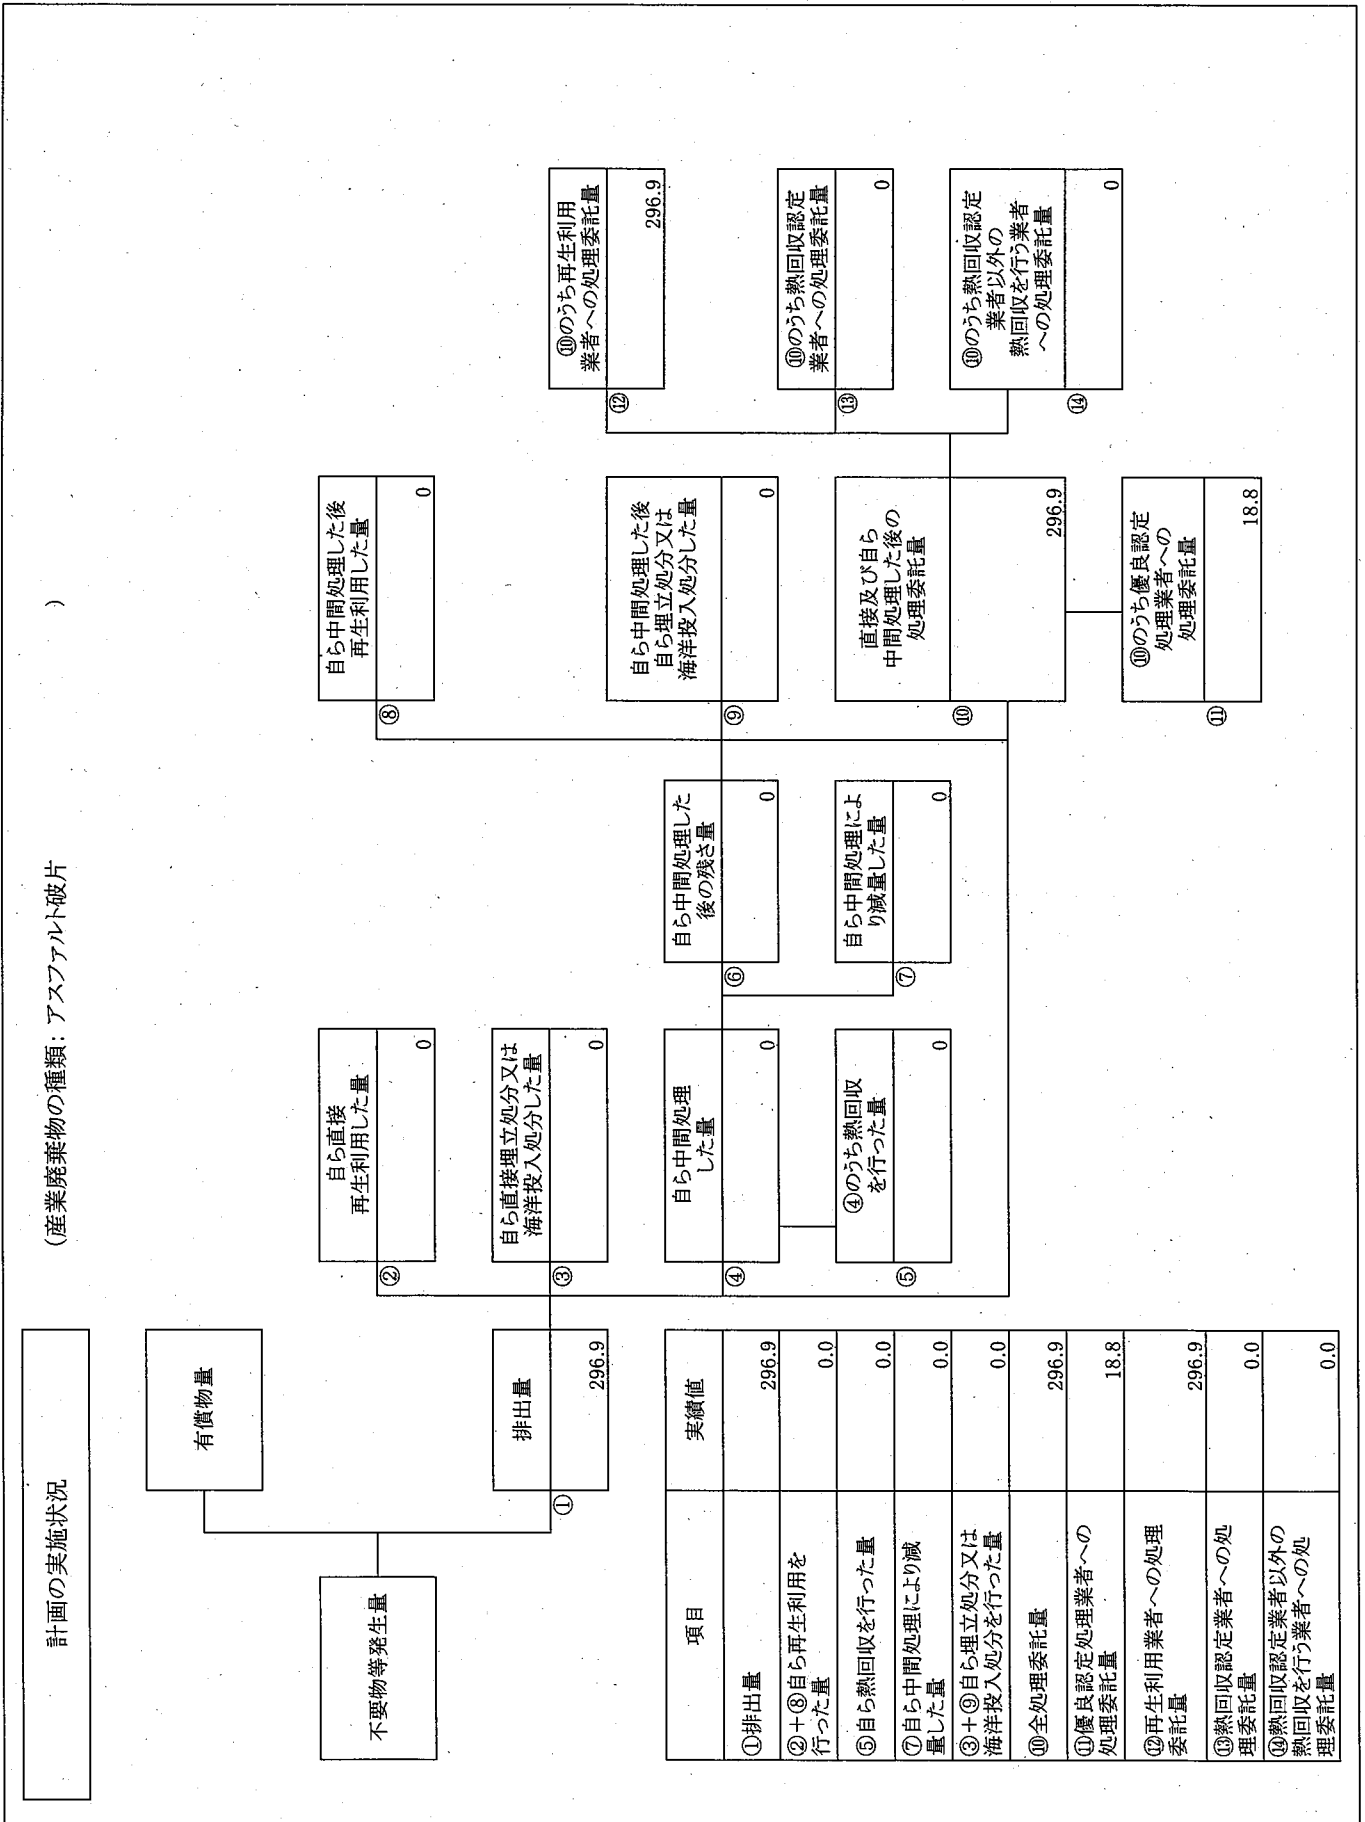 計画の実施状況
(産業廃棄物の種類：アスファルト破片　　　　　)
不要物等発生量
有償物量
①
排出量
296.9
②
自ら直接
再生利用した量
0
③
自ら直接埋立処分又は
海洋投入処分した量
0
④
自ら中間処理
した量
0
⑤
④のうち熱回収
を行った量
0
⑥
自ら中間処理した
後の残さ量
0
⑦
自ら中間処理によ
り減量した量
0
⑧
自ら中間処理した後
再生利用した量
0
⑨
自ら中間処理した後
自ら埋立処分又は
海洋投入処分した量
0
⑩
直接及び自ら
中間処理した後の
処理委託量
296.9
⑪
⑩のうち優良認定
処理業者への
処理委託量
18.8
⑫
⑩のうち再生利用
業者への処理委託量
296.9
⑬
⑩のうち熱回収認定
業者への処理委託量
0
⑭
⑩のうち熱回収認定
業者以外の
熱回収を行う業者
への処理委託量
0
項目 実績値
①排出量 296.9
②＋⑧自ら再生利用を
行った量 0.0
⑤自ら熱回収を行った量 0.0
⑦自ら中間処理により減
量した量 0.0
③＋⑨自ら埋立処分又は
海洋投入処分を行った量 0.0
⑩全処理委託量 296.9
⑪優良認定処理業者への
処理委託量 18.8
⑫再生利用業者への処理
委託量 296.9
⑬熱回収認定業者への処
理委託量 0.0
⑭熱回収認定業者以外の
熱回収を行う業者への処
理委託量 0.0